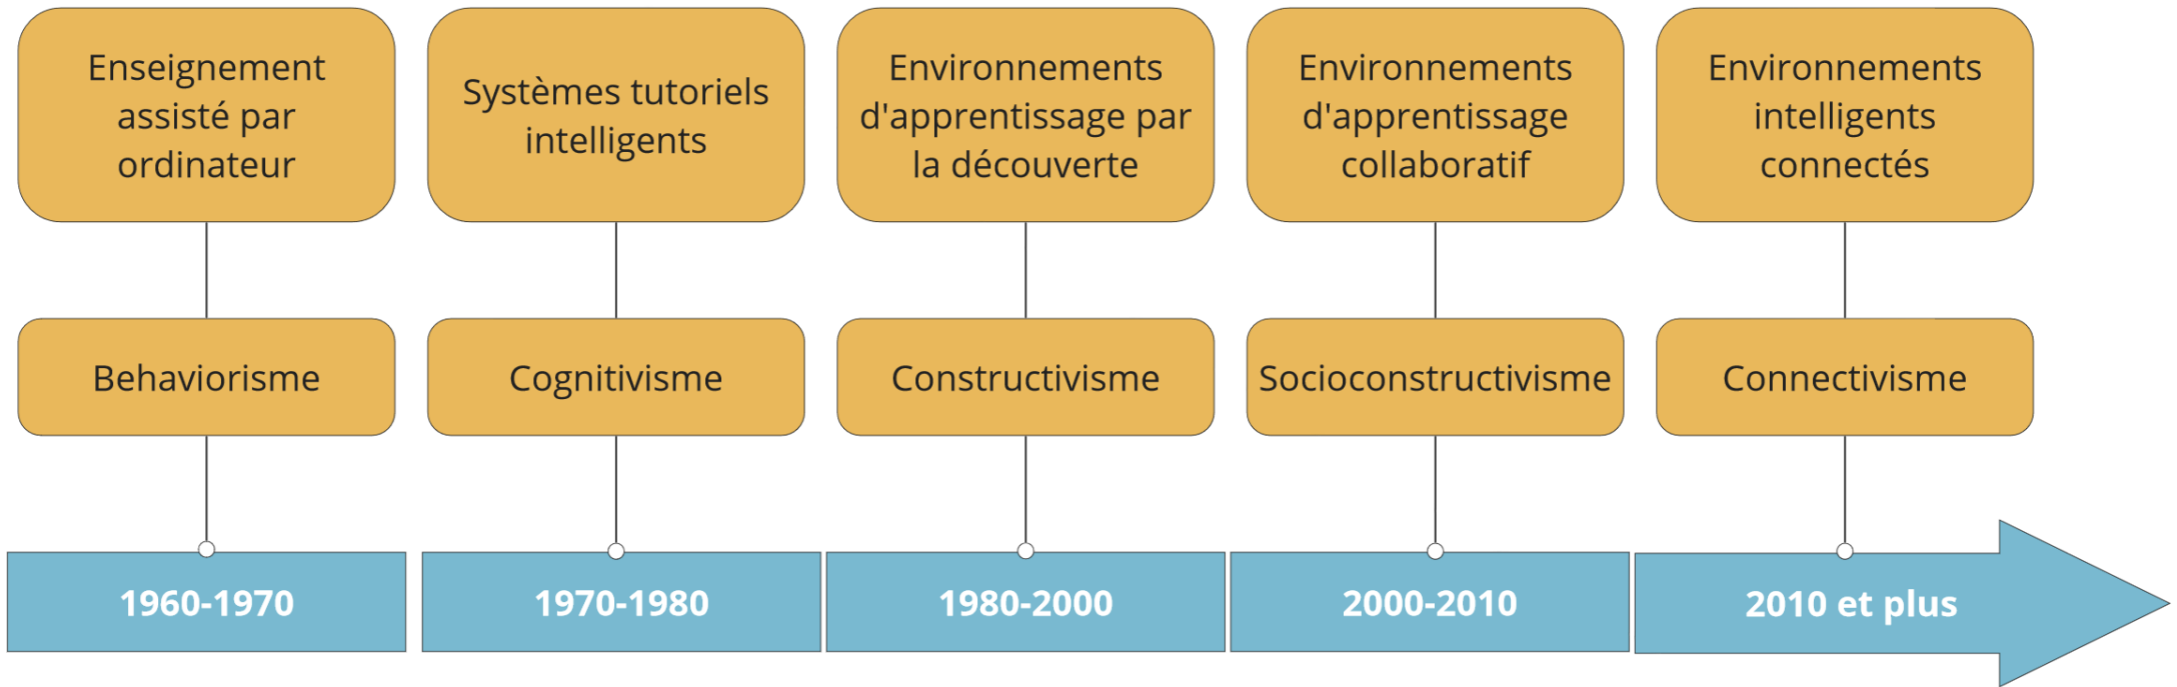 Enseignement
assisté par
ordinateur
Systèmes tutoriels
intelligents
Environnements
d'apprentissage par
la découverte
Environnements
d'apprentissage
collaboratif
Environnements
intelligents
connectés
Behaviorisme
Cognitivisme
Constructivisme
Socioconstructivisme
Connectivisme
1960-1970
1970-1980
1980-2000
2000-2010
2010 et plus